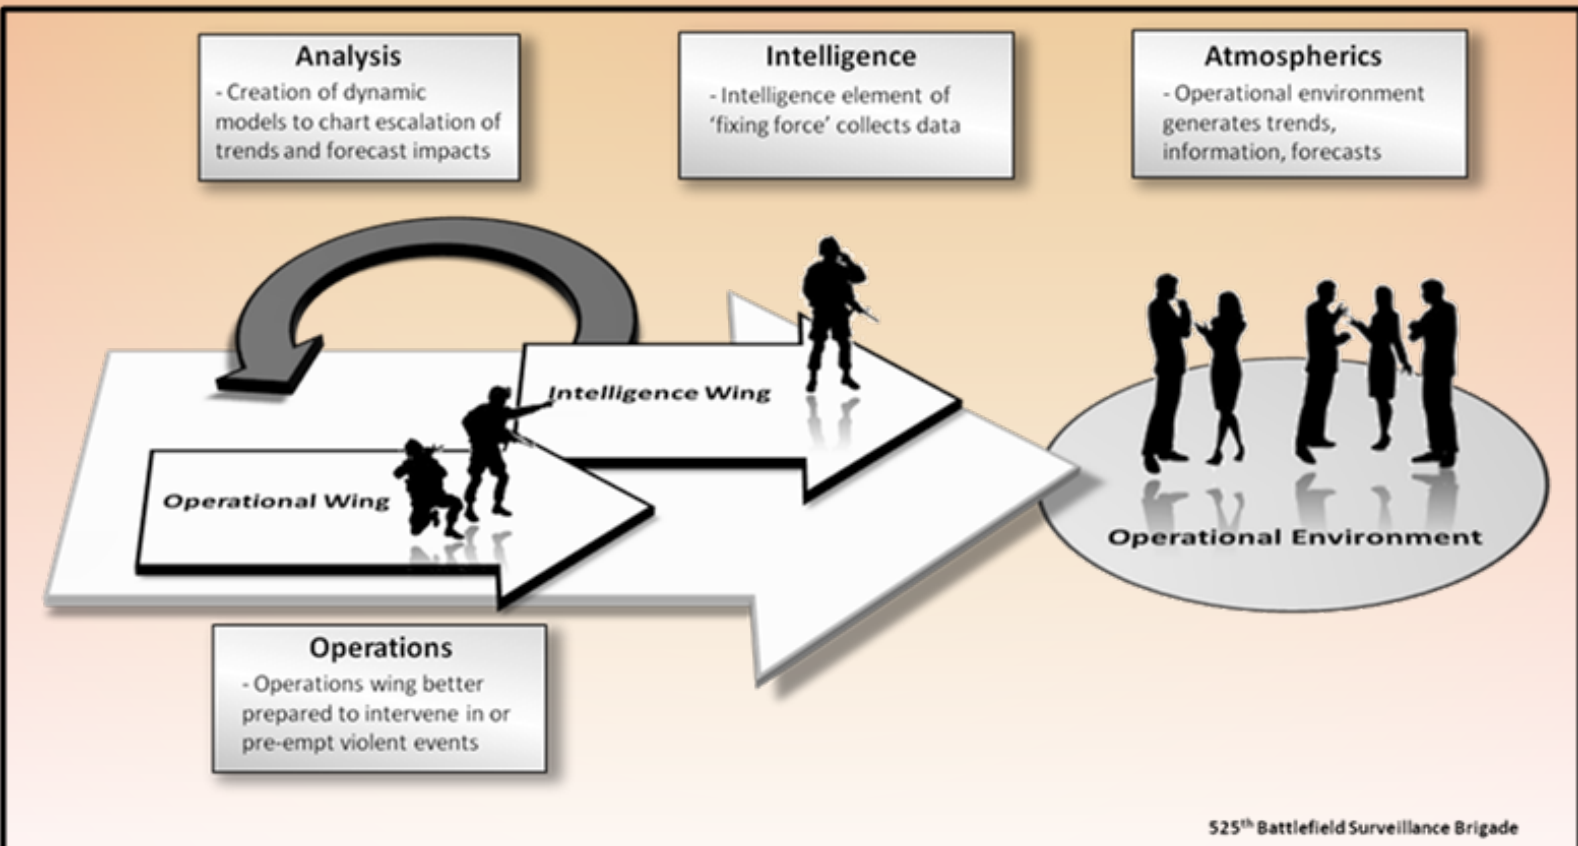 Analysis
- Creation of dynamic
models to chart escalation of
trends and forecast impacts
Intelligence
- Intelligence element of
‘fixing force’ collects data
Atmospherics
- Operational environment
generates trends,
information, forecasts
Intelligence Wing
Operational Wing
Operational Environment
Operations
- Operations wing better
prepared to intervene in or
pre-empt violent events
525th Battlefield Surveillance Brigade